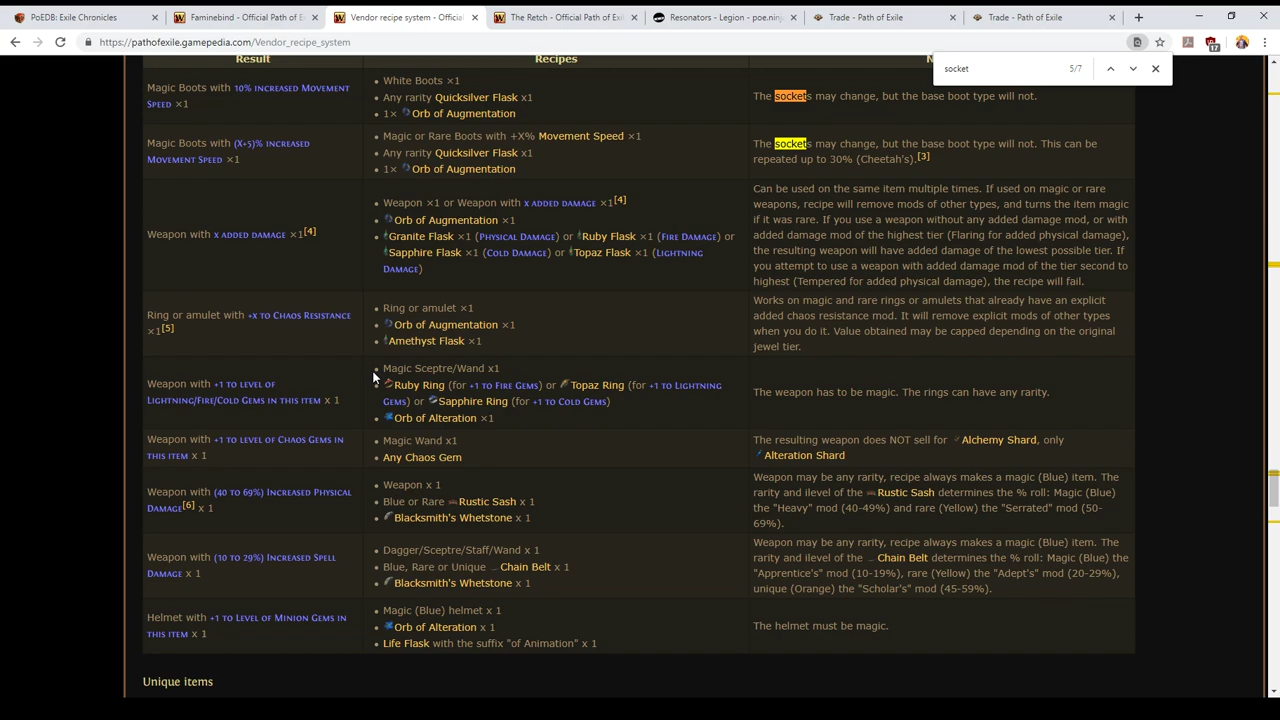 PoEDB: Exile Chronicles
Faminebind - Official Path of E
Vendor recipe system - Official
The Retch - Official Path of Exil
Resonators - Legion - poe.ninj
Trade - Path of Exile
Trade - Path of Exile
https://pathofexile.gamepedia.com/Vendor_recipe_system
17
socket
5/7
Result
Recipes
N
Magic Boots with 10% increased Movement
Speed ×1
White Boots ×1
Any rarity Quicksilver Flask x1
1× Orb of Augmentation
The sockets may change, but the base boot type will not.
Magic Boots with (X+5)% increased
Movement Speed ×1
Magic or Rare Boots with +X% Movement Speed ×1
Any rarity Quicksilver Flask ×1
1× Orb of Augmentation
The sockets may change, but the base boot type will not. This can be
repeated up to 30% (Cheetah's).[3]
Weapon with x added damage ×1[4]
Weapon ×1 or Weapon with x added damage ×1[4]
Orb of Augmentation ×1
Granite Flask ×1 (Physical Damage) or Ruby Flask ×1 (Fire Damage) or
Sapphire Flask ×1 (Cold Damage) or Topaz Flask ×1 (Lightning
Damage)
Can be used on the same item multiple times. If used on magic or rare
weapons, recipe will remove mods of other types, and turns the item magic
if it was rare. If you use a weapon without any added damage mod, or with
added damage mod of the highest tier (Flaring for added physical damage),
the resulting weapon will have added damage of the lowest possible tier. If
you attempt to use a weapon with added damage mod of the tier second to
highest (Tempered for added physical damage), the recipe will fail.
Ring or amulet with +x to Chaos Resistance
×1[5]
Ring or amulet ×1
Orb of Augmentation ×1
Amethyst Flask ×1
Works on magic and rare rings or amulets that already have an explicit
added chaos resistance mod. It will remove explicit mods of other types
when you do it. Value obtained may be capped depending on the original
jewel tier.
Weapon with +1 to level of
Lightning/Fire/Cold Gems in this item x 1
Magic Sceptre/Wand x1
Ruby Ring (for +1 to Fire Gems) or Topaz Ring (for +1 to Lightning
Gems) or Sapphire Ring (for +1 to Cold Gems)
Orb of Alteration ×1
The weapon has to be magic. The rings can have any rarity.
Weapon with +1 to level of Chaos Gems in
this item x 1
Magic Wand x1
Any Chaos Gem
The resulting weapon does NOT sell for Alchemy Shard, only
Alteration Shard
Weapon with (40 to 69%) Increased Physical
Damage[6] x 1
Weapon x 1
Blue or Rare Rustic Sash x 1
Blacksmith's Whetstone x 1
Weapon may be any rarity, recipe always makes a magic (Blue) item. The
rarity and ilevel of the Rustic Sash determines the % roll: Magic (Blue)
the "Heavy" mod (40-49%) and rare (Yellow) the "Serrated" mod (50-
69%).
Weapon with (10 to 29%) Increased Spell
Damage x 1
Dagger/Sceptre/Staff/Wand x 1
Blue, Rare or Unique Chain Belt x 1
Blacksmith's Whetstone x 1
Weapon may be any rarity, recipe always makes a magic (Blue) item. The
rarity and ilevel of the Chain Belt determines the % roll: Magic (Blue) the
"Apprentice's" mod (10-19%), rare (Yellow) the "Adept's" mod (20-29%),
unique (Orange) the "Scholar's" mod (45-59%).
Helmet with +1 to Level of Minion Gems in
this item x 1
Magic (Blue) helmet x 1
Orb of Alteration x 1
Life Flask with the suffix "of Animation" x 1
The helmet must be magic.
Unique items